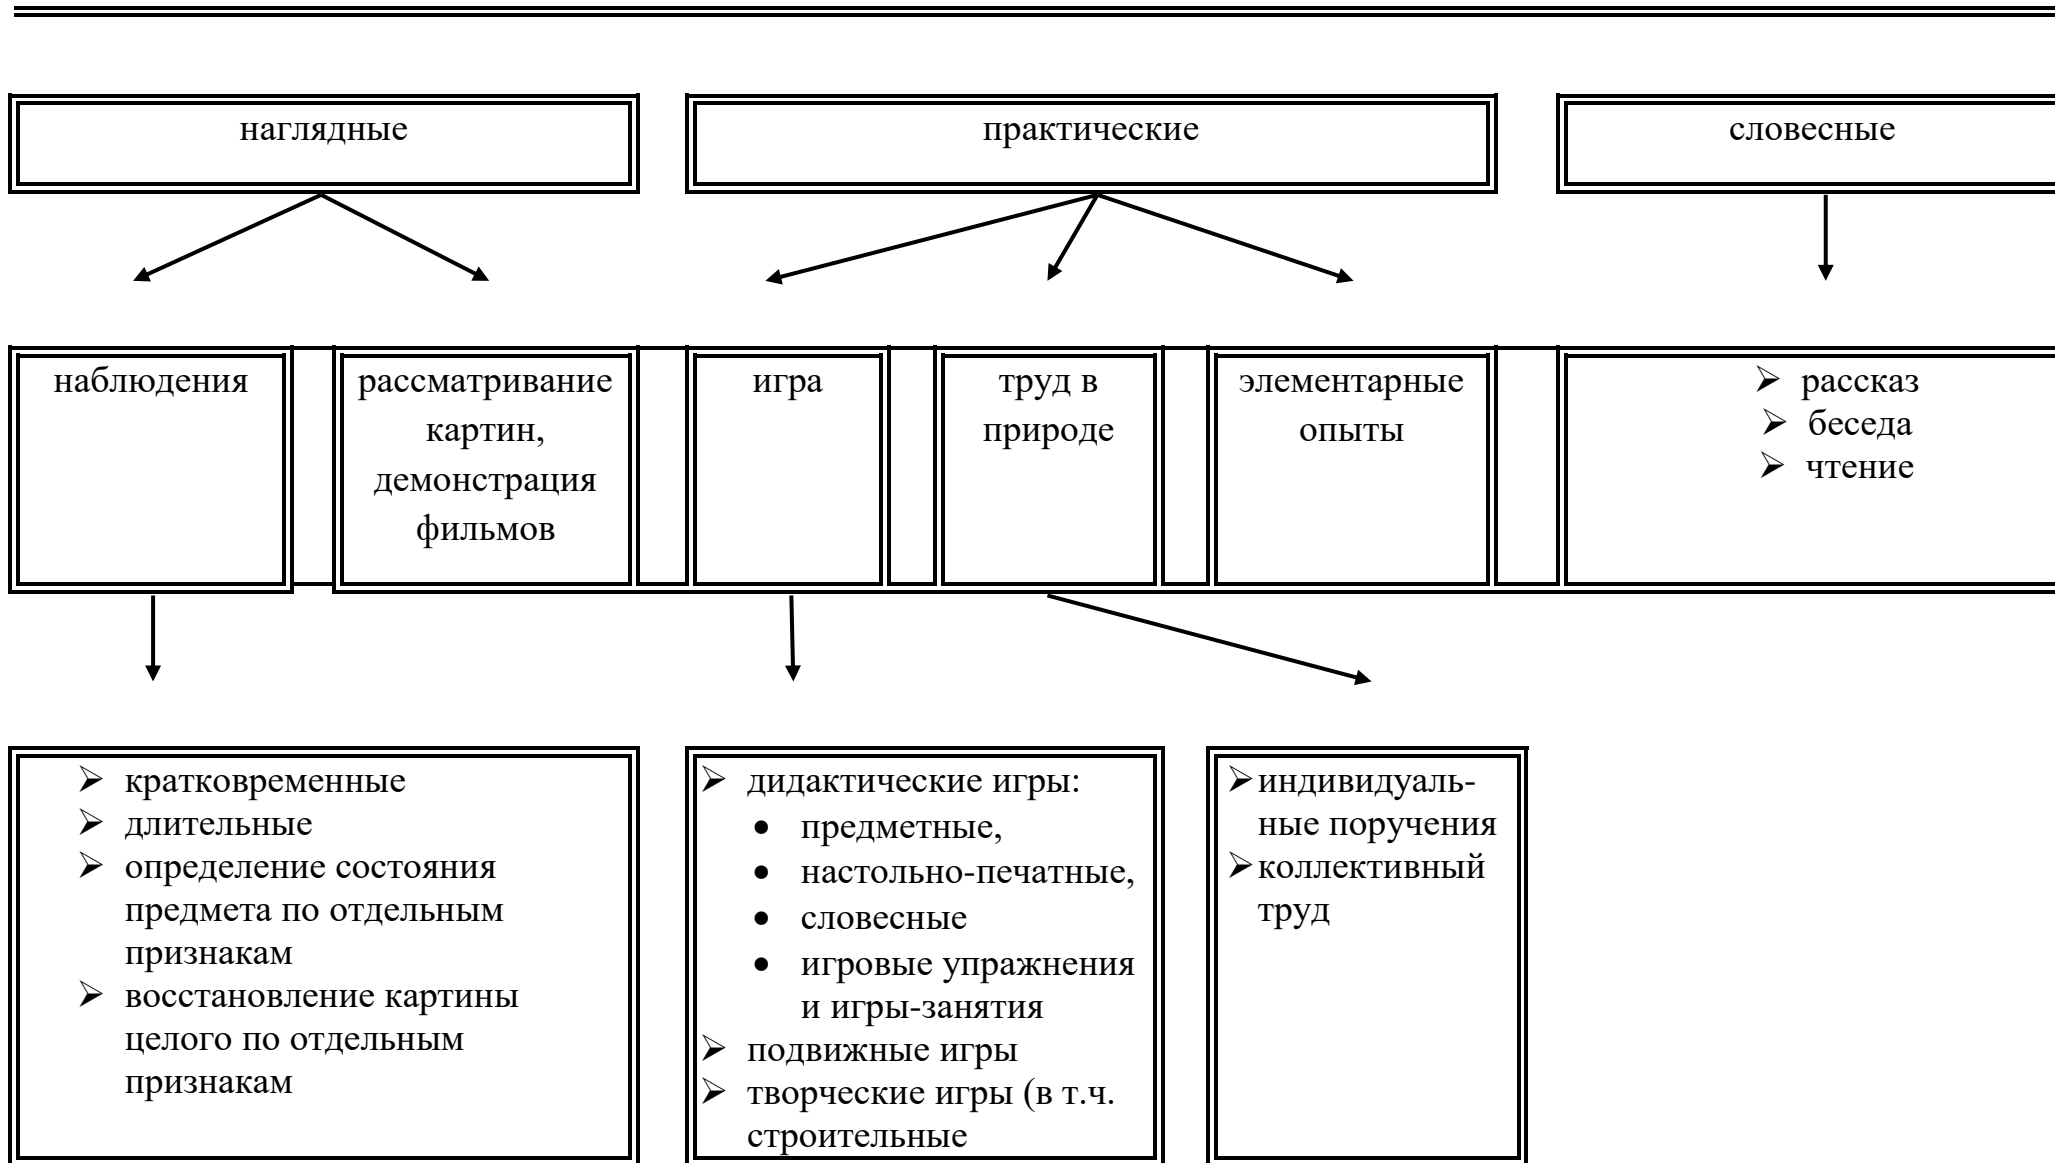 наглядные
практические
словесные
наблюдения
рассматривание
картин,
демонстрация
фильмов
игра
труд в
природе
элементарные
опыты
➢ рассказ
➢ беседа
➢ чтение
➢ кратковременные
➢ длительные
➢ определение состояния
предмета по отдельным
признакам
➢ восстановление картины
целого по отдельным
признакам
➢ дидактические игры:
• предметные,
• настольно-печатные,
• словесные
• игровые упражнения
и игры-занятия
➢ подвижные игры
➢ творческие игры (в т.ч.
строительные
➢ индивидуаль-
ные поручения
➢ коллективный
труд